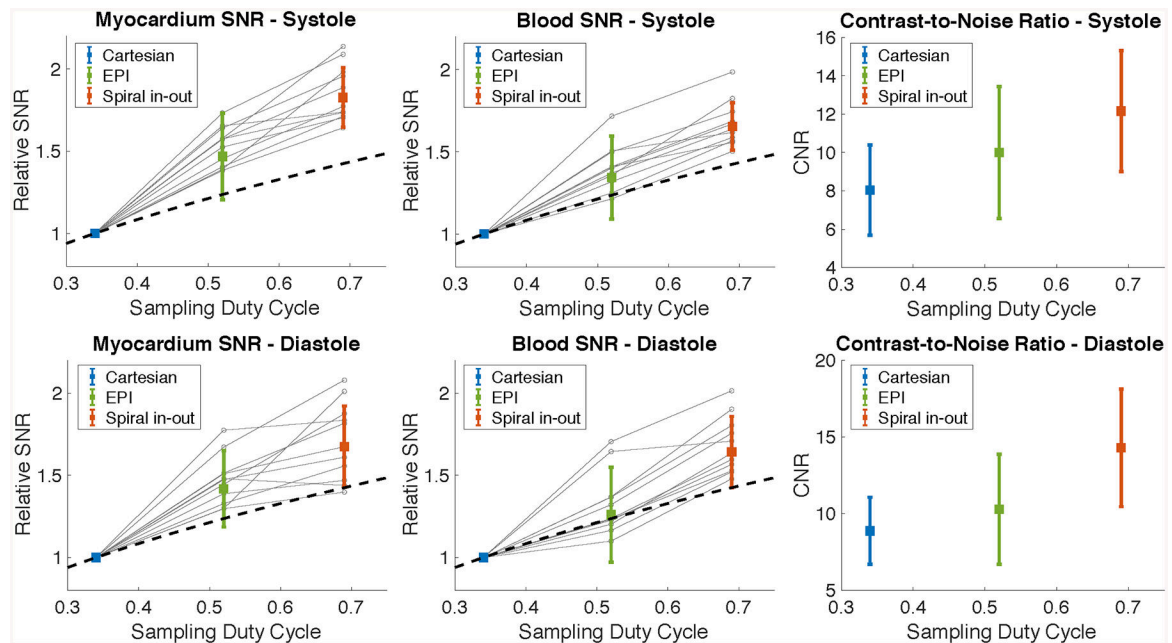 Myocardium SNR - Systole
Relative SNR
2
1.5
1
Cartesian
EPI
Spiral in-out
0.3 0.4 0.5 0.6 0.7
Sampling Duty Cycle
Blood SNR - Systole
Relative SNR
2
1.5
1
Cartesian
EPI
Spiral in-out
0.3 0.4 0.5 0.6 0.7
Sampling Duty Cycle
Contrast-to-Noise Ratio - Systole
CNR
16
14
12
10
8
6
4
Cartesian
EPI
Spiral in-out
0.3 0.4 0.5 0.6 0.7
Sampling Duty Cycle
Myocardium SNR - Diastole
Relative SNR
2
1.5
1
Cartesian
EPI
Spiral in-out
0.3 0.4 0.5 0.6 0.7
Sampling Duty Cycle
Blood SNR - Diastole
Relative SNR
2
1.5
1
Cartesian
EPI
Spiral in-out
0.3 0.4 0.5 0.6 0.7
Sampling Duty Cycle
Contrast-to-Noise Ratio - Diastole
CNR
20
15
10
5
Cartesian
EPI
Spiral in-out
0.3 0.4 0.5 0.6 0.7
Sampling Duty Cycle